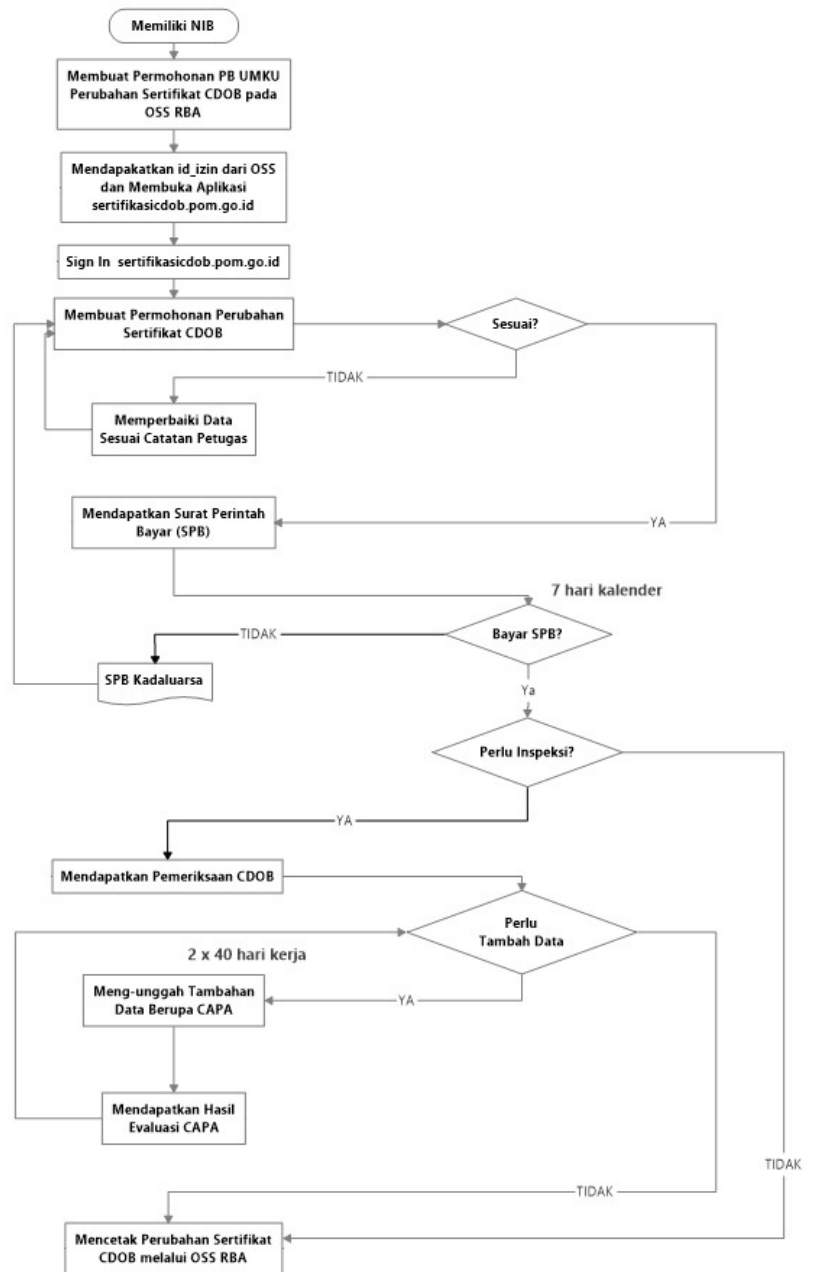 Memiliki NIB
Membuat Permohonan PB UMKU
Perubahan Sertifikat CDOB pada
OSS RBA
Mendapakatkan id_izin dari OSS
dan Membuka Aplikasi
sertifikasicdob.pom.go.id
Sign In sertifikasicdob.pom.go.id
Membuat Permohonan Perubahan
Sertifikat CDOB
Sesuai?
TIDAK
Memperbaiki Data
Sesuai Catatan Petugas
Mendapatkan Surat Perintah
Bayar (SPB)
YA
7 hari kalender
Bayar SPB?
TIDAK
SPB Kadaluarsa
Ya
Perlu Inspeksi?
YA
Mendapatkan Pemeriksaan CDOB
Perlu
Tambah Data
2 x 40 hari kerja
Meng-unggah Tambahan
Data Berupa CAPA
YA
Mendapatkan Hasil
Evaluasi CAPA
TIDAK
TIDAK
Mencetak Perubahan Sertifikat
CDOB melalui OSS RBA